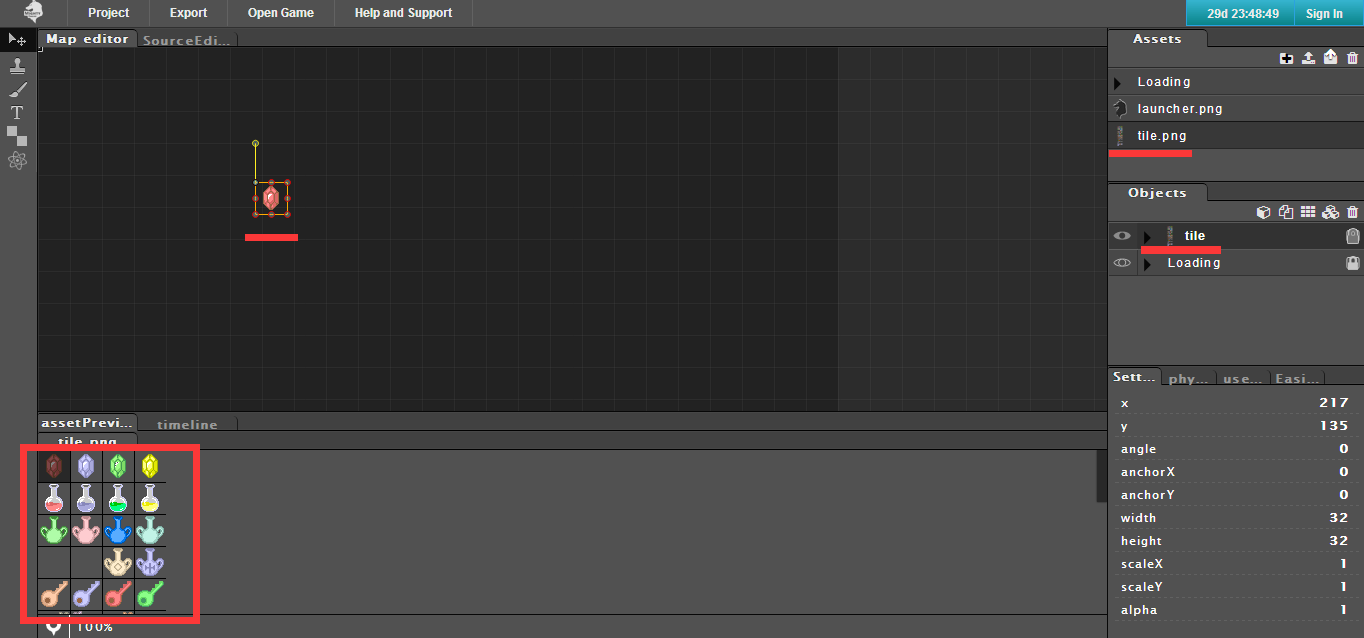 Project Export Open Game Help and Support 29d 23:48:49 Sign In
Map editor SourceEdi...
Assets
Loading
launcher.png
tile.png
T
Objects
tile
Loading
Sett... phy... use... Easi...
x 217
y 135
angle 0
anchorX 0
anchorY 0
width 32
height 32
scaleX 1
scaleY 1
alpha 1
assetPrevi... timeline
tile.png
100%